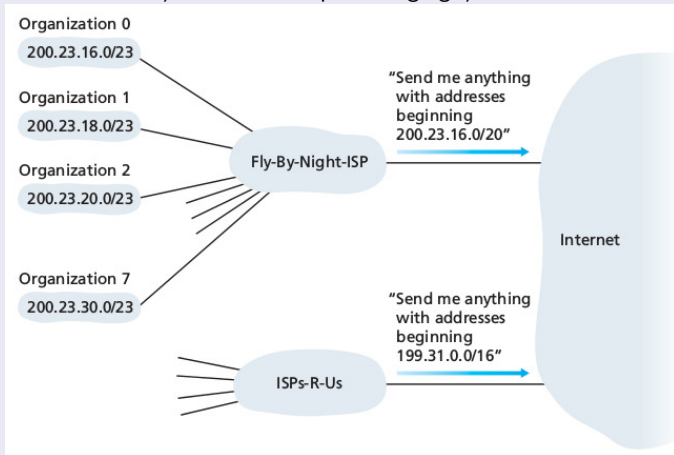 Organization 0
200.23.16.0/23
Organization 1
200.23.18.0/23
Organization 2
200.23.20.0/23
Organization 7
200.23.30.0/23
Fly-By-Night-ISP
“Send me anything
with addresses
beginning
200.23.16.0/20”
Internet
“Send me anything
with addresses
beginning
199.31.0.0/16”
ISPs-R-Us